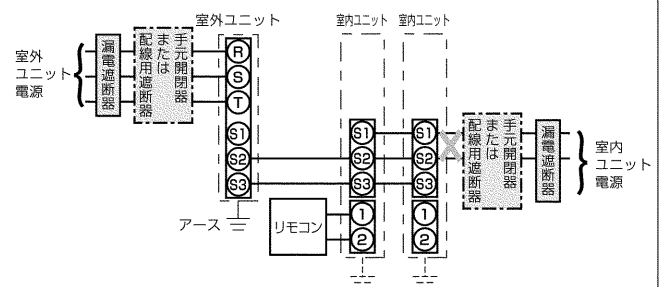 室外ユニット
室内ユニット
室内ユニット
室外
ユニット
電源
漏電遮断器
手元開閉器
または
配線用遮断器
R
S
T
S1
S2
S3
アース
リモコン
S1
S2
S3
1
2
S1
S2
S3
1
2
手元開閉器
または
配線用遮断器
漏電遮断器
室内
ユニット
電源